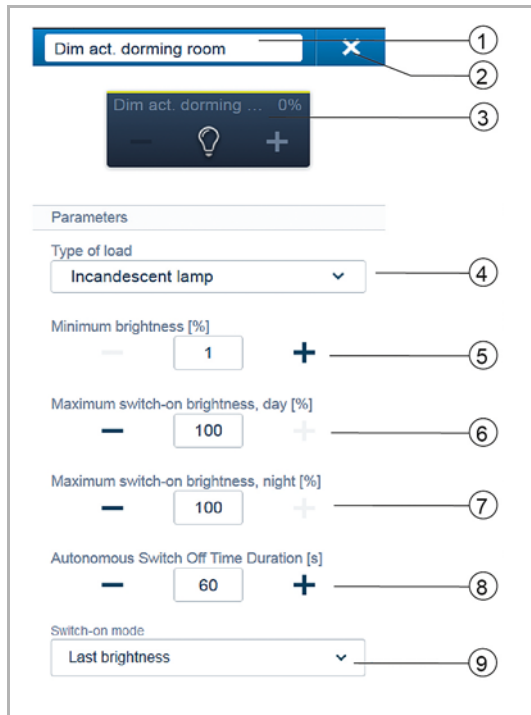 Dim act. dorming room
1
2
Dim act. dorming ... 0%
3
Parameters
Type of load
Incandescent lamp
4
Minimum brightness [%]
1
5
Maximum switch-on brightness, day [%]
100
6
Maximum switch-on brightness, night [%]
100
7
Autonomous Switch Off Time Duration [s]
60
8
Switch-on mode
Last brightness
9